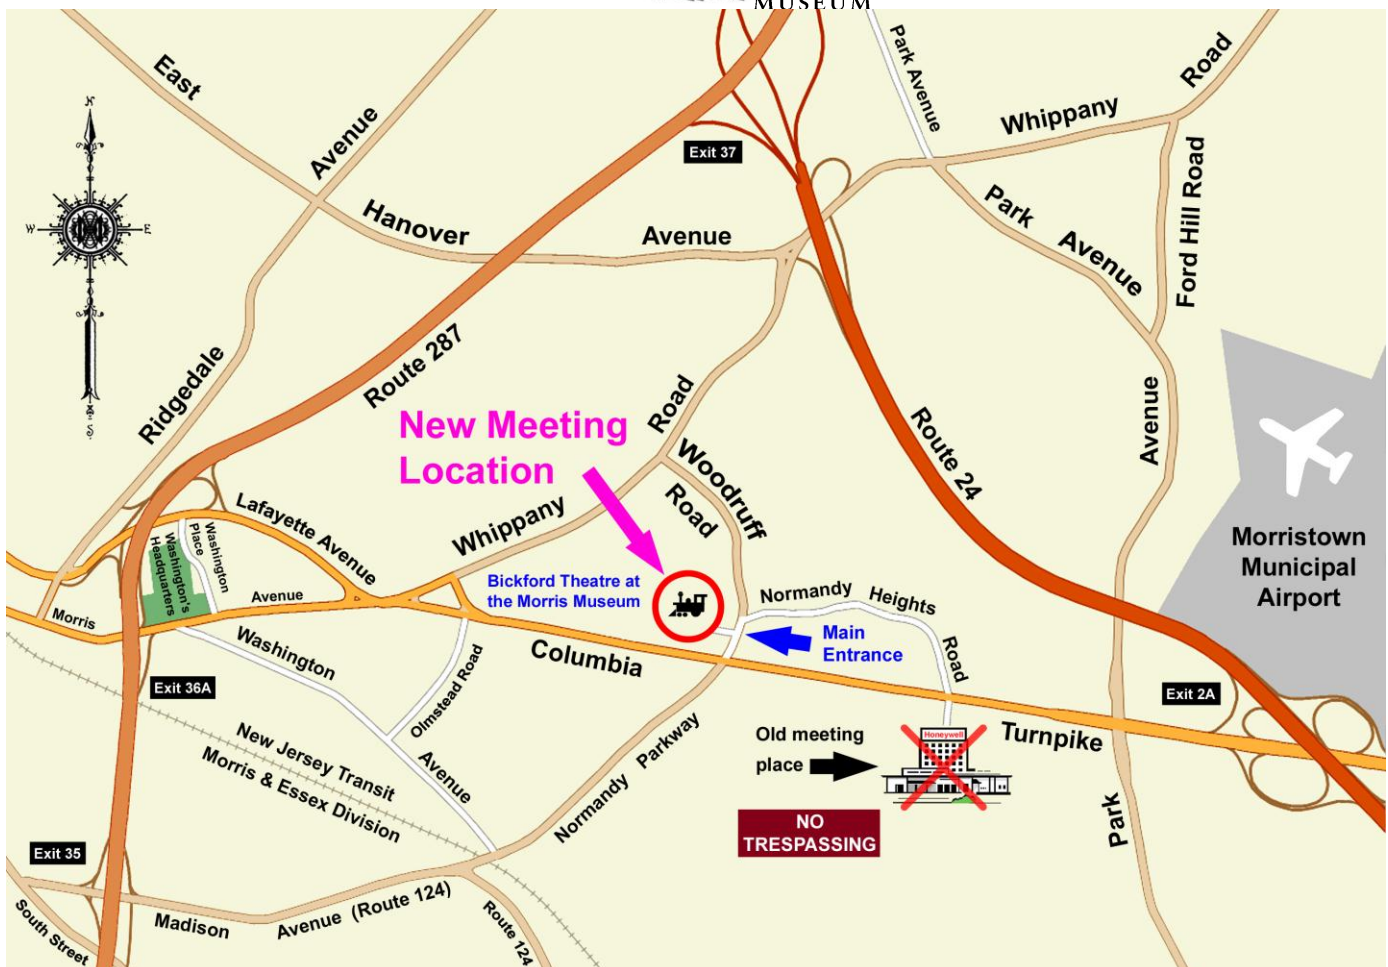 MUSEUM
East
Avenue
Hanover
Avenue
Park Avenue
Whippany
Road
Exit 37
Park
Avenue
Ford Hill Road
N
W
E
S
Ridgedale
Route 287
New Meeting
Location
Road
Woodruff
Road
Route 24
Avenue
Morristown
Municipal
Airport
Lafayette Avenue
Whippany
Washington
Place
Washington's
Headquarters
Bickford Theatre at
the Morris Museum
Normandy
Heights
Road
Main
Entrance
Morris
Avenue
Washington
Columbia
Olmstead Road
Exit 36A
Exit 2A
New Jersey Transit
Morris & Essex Division
Avenue
Normandy
Parkway
Old meeting
place
Honeywell
Turnpike
NO
TRESPASSING
Park
Exit 35
South Street
Madison
Avenue (Route 124)
Route 124